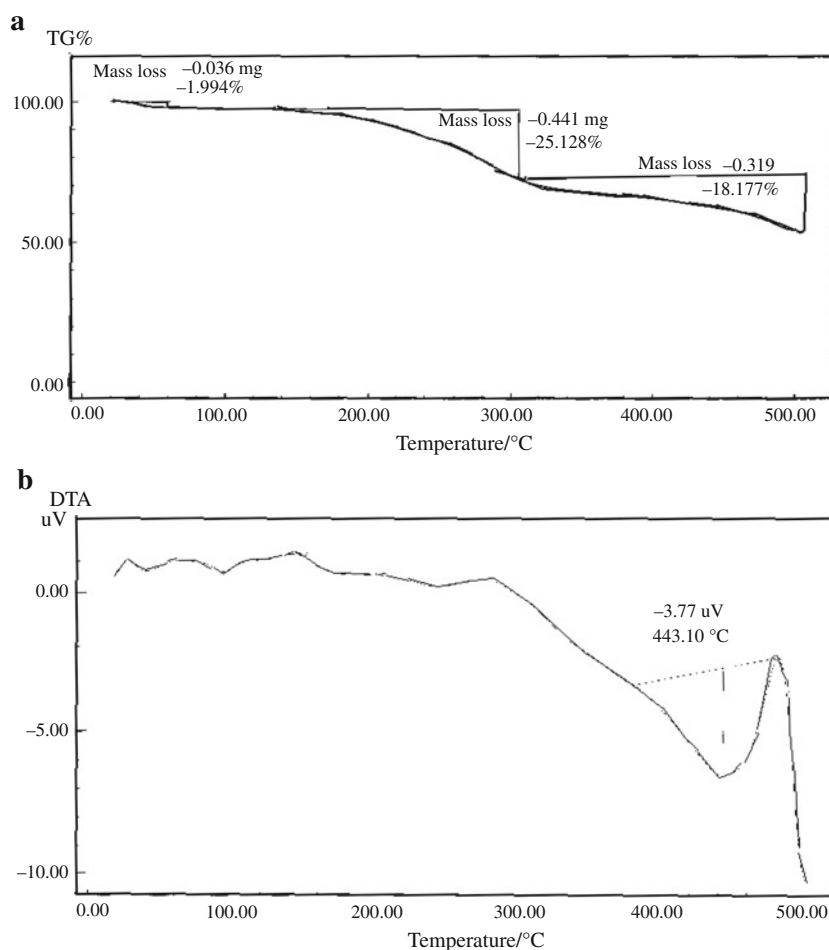 a
TG%
Mass loss −0.036 mg
−1.994%
100.00
Mass loss −0.441 mg
−25.128%
Mass loss −0.319
−18.177%
50.00
0.00
0.00 100.00 200.00 300.00 400.00 500.00
Temperature/°C
b
DTA
uV
0.00
−3.77 uV
443.10 °C
−5.00
−10.00
0.00 100.00 200.00 300.00 400.00 500.00
Temperature/°C